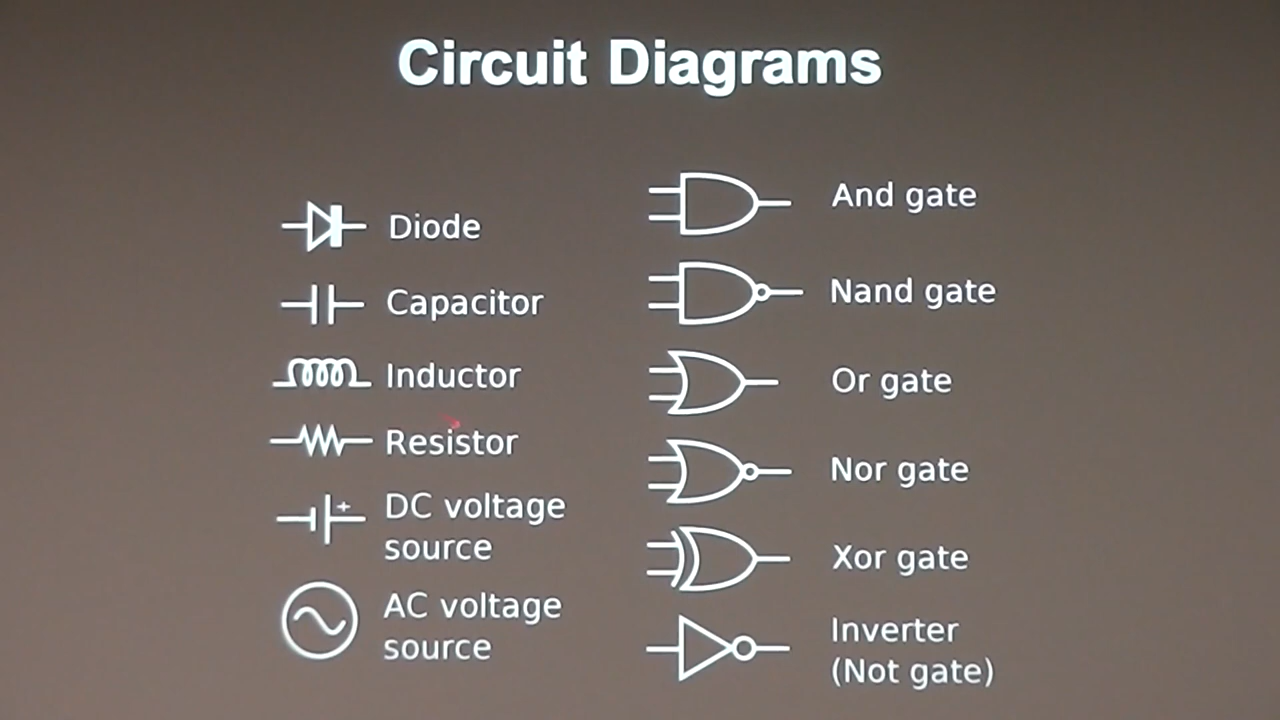 Circuit Diagrams
Diode
Capacitor
Inductor
Resistor
+
DC voltage
source
AC voltage
source
And gate
Nand gate
Or gate
Nor gate
Xor gate
Inverter
(Not gate)